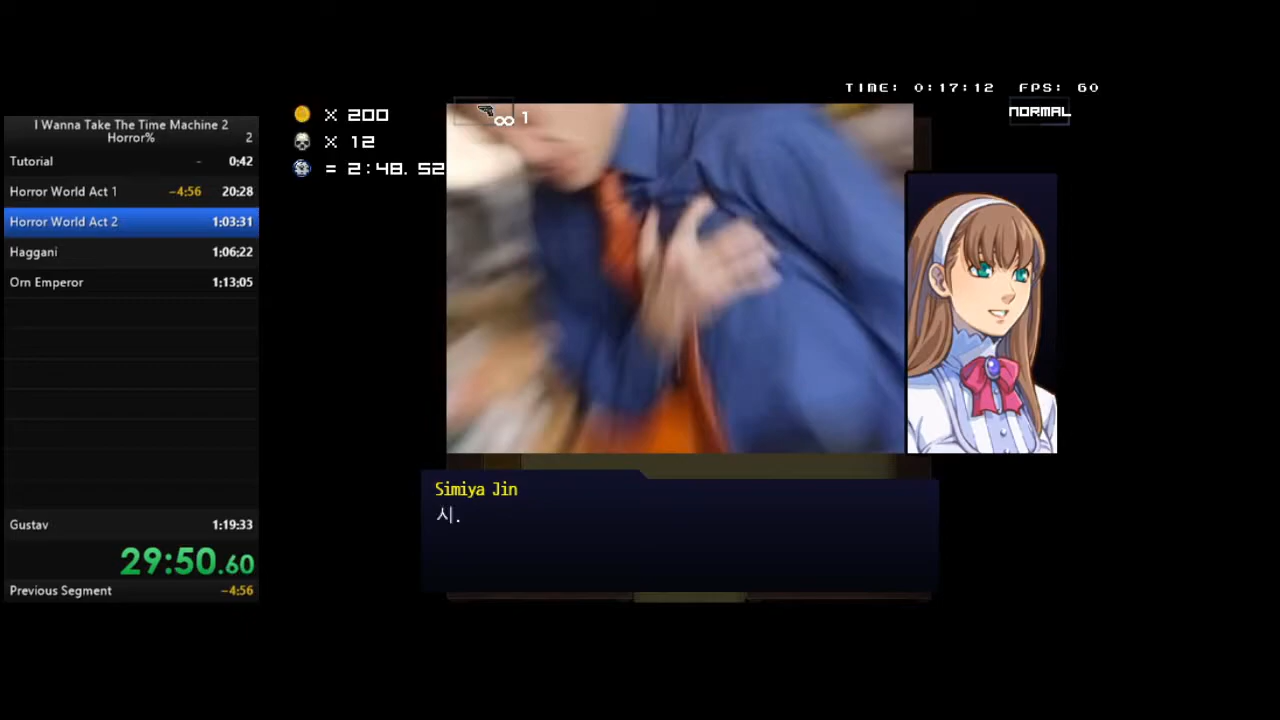 I Wanna Take The Time Machine 2
Horror% 2
Tutorial - 0:42
Horror World Act 1 -4:56 20:28
Horror World Act 2 1:03:31
Haggani 1:06:22
Orn Emperor 1:13:05
Gustav 1:19:33
29:50.60
Previous Segment -4:56
TIME: 0:17:12 FPS: 60
NORMAL
X 200
X 12
= 2:48. 52
∞ 1
Simiya Jin
시.